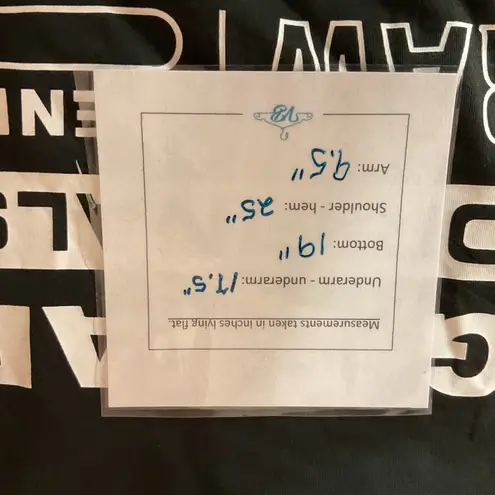 Measurements taken in inches lying flat.
Underarm - underarm: 17.5"
Bottom: 19"
Shoulder - hem: 25"
Arm: 9.5"